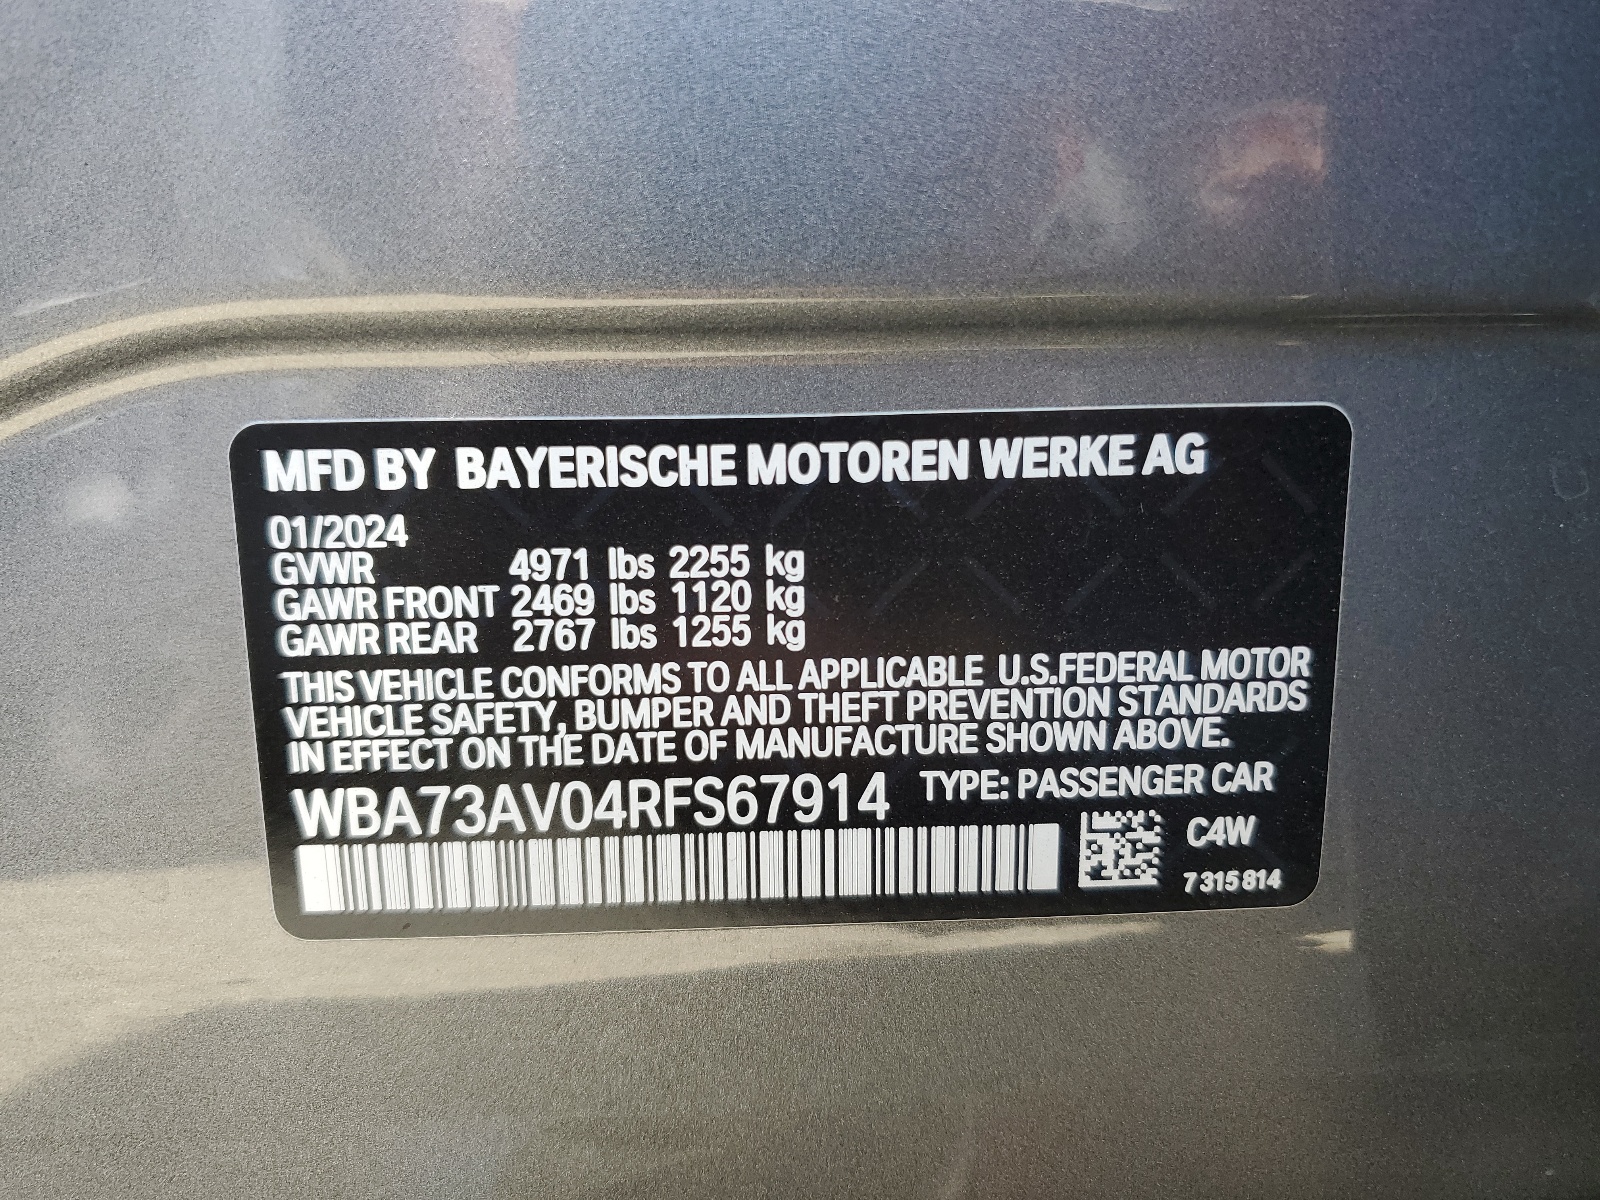 MFD BY BAYERISCHE MOTOREN WERKE AG
01/2024
GVWR 4971 lbs 2255 kg
GAWR FRONT 2469 lbs 1120 kg
GAWR REAR 2767 lbs 1255 kg
THIS VEHICLE CONFORMS TO ALL APPLICABLE U.S.FEDERAL MOTOR
VEHICLE SAFETY, BUMPER AND THEFT PREVENTION STANDARDS
IN EFFECT ON THE DATE OF MANUFACTURE SHOWN ABOVE.
WBA73AV04RFS67914 TYPE: PASSENGER CAR
C4W
7 315 814